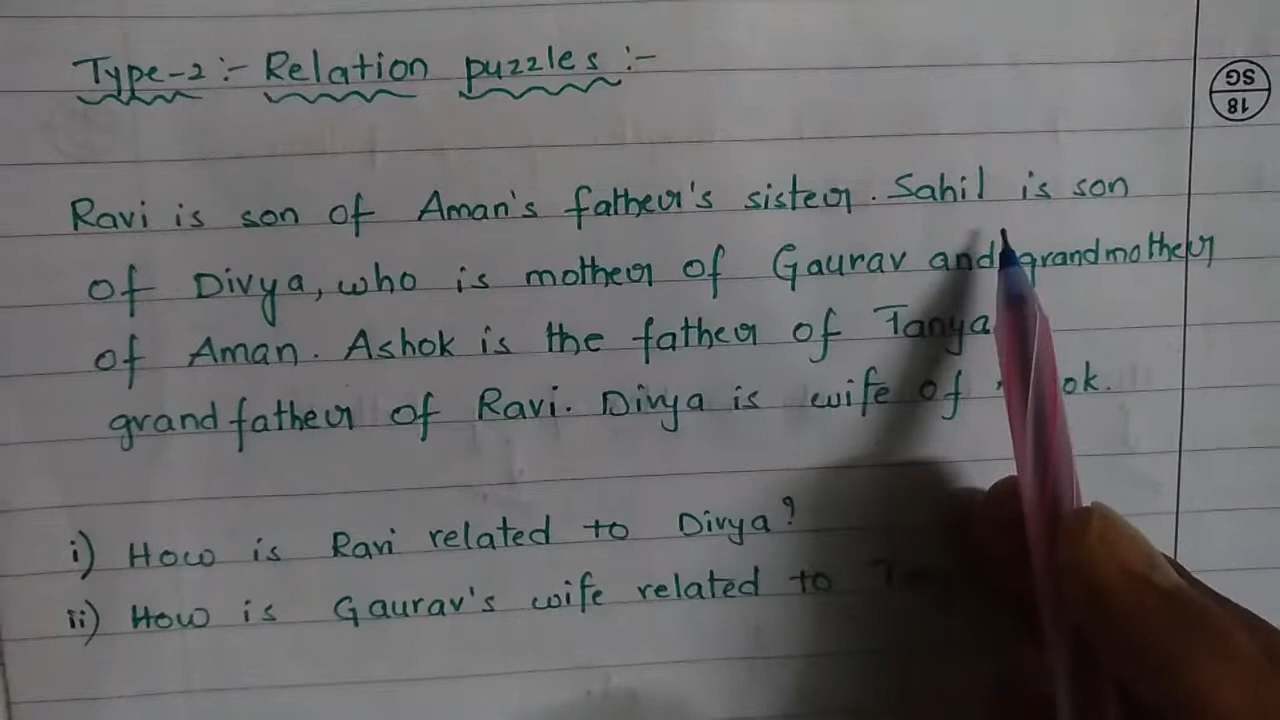 Type-2:- Relation puzzles :-
SG
18
Ravi is son of Aman's father's sister. Sahil is son
of Divya, who is mother of Gaurav and grandmother
of Aman. Ashok is the father of Tanya
grandfather of Ravi. Divya is wife of
i) How is Ravi related to Divya?
ii) How is Gaurav's wife related to